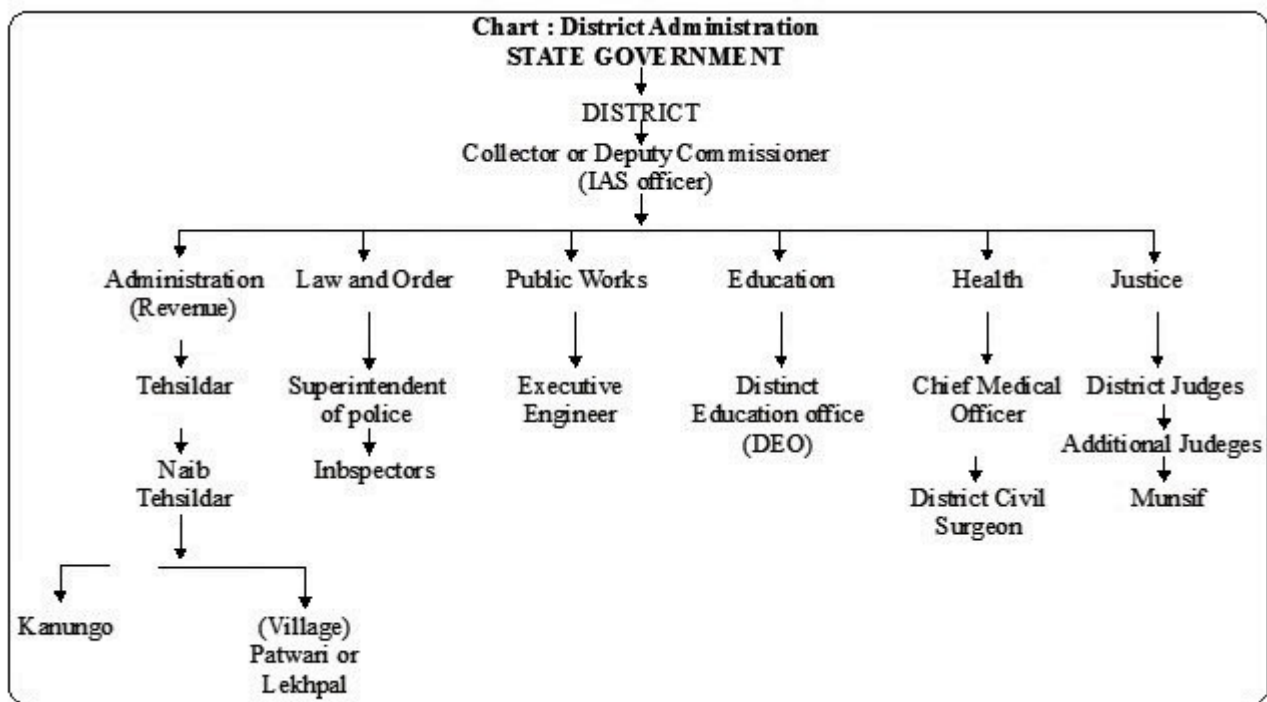 Chart : District Administration
STATE GOVERNMENT
DISTRICT
Collector or Deputy Commissioner
(IAS officer)
Administration
(Revenue)
Law and Order
Public Works
Education
Health
Justice
Tehsildar
Superintendent
of police
Executive
Engineer
Distinct
Education office
(DEO)
Chief Medical
Officer
District Judges
Additional Judeges
Naib
Tehsildar
Inbspectors
District Civil
Surgeon
Munsif
Kanungo
(Village)
Patwari or
Lekhpal